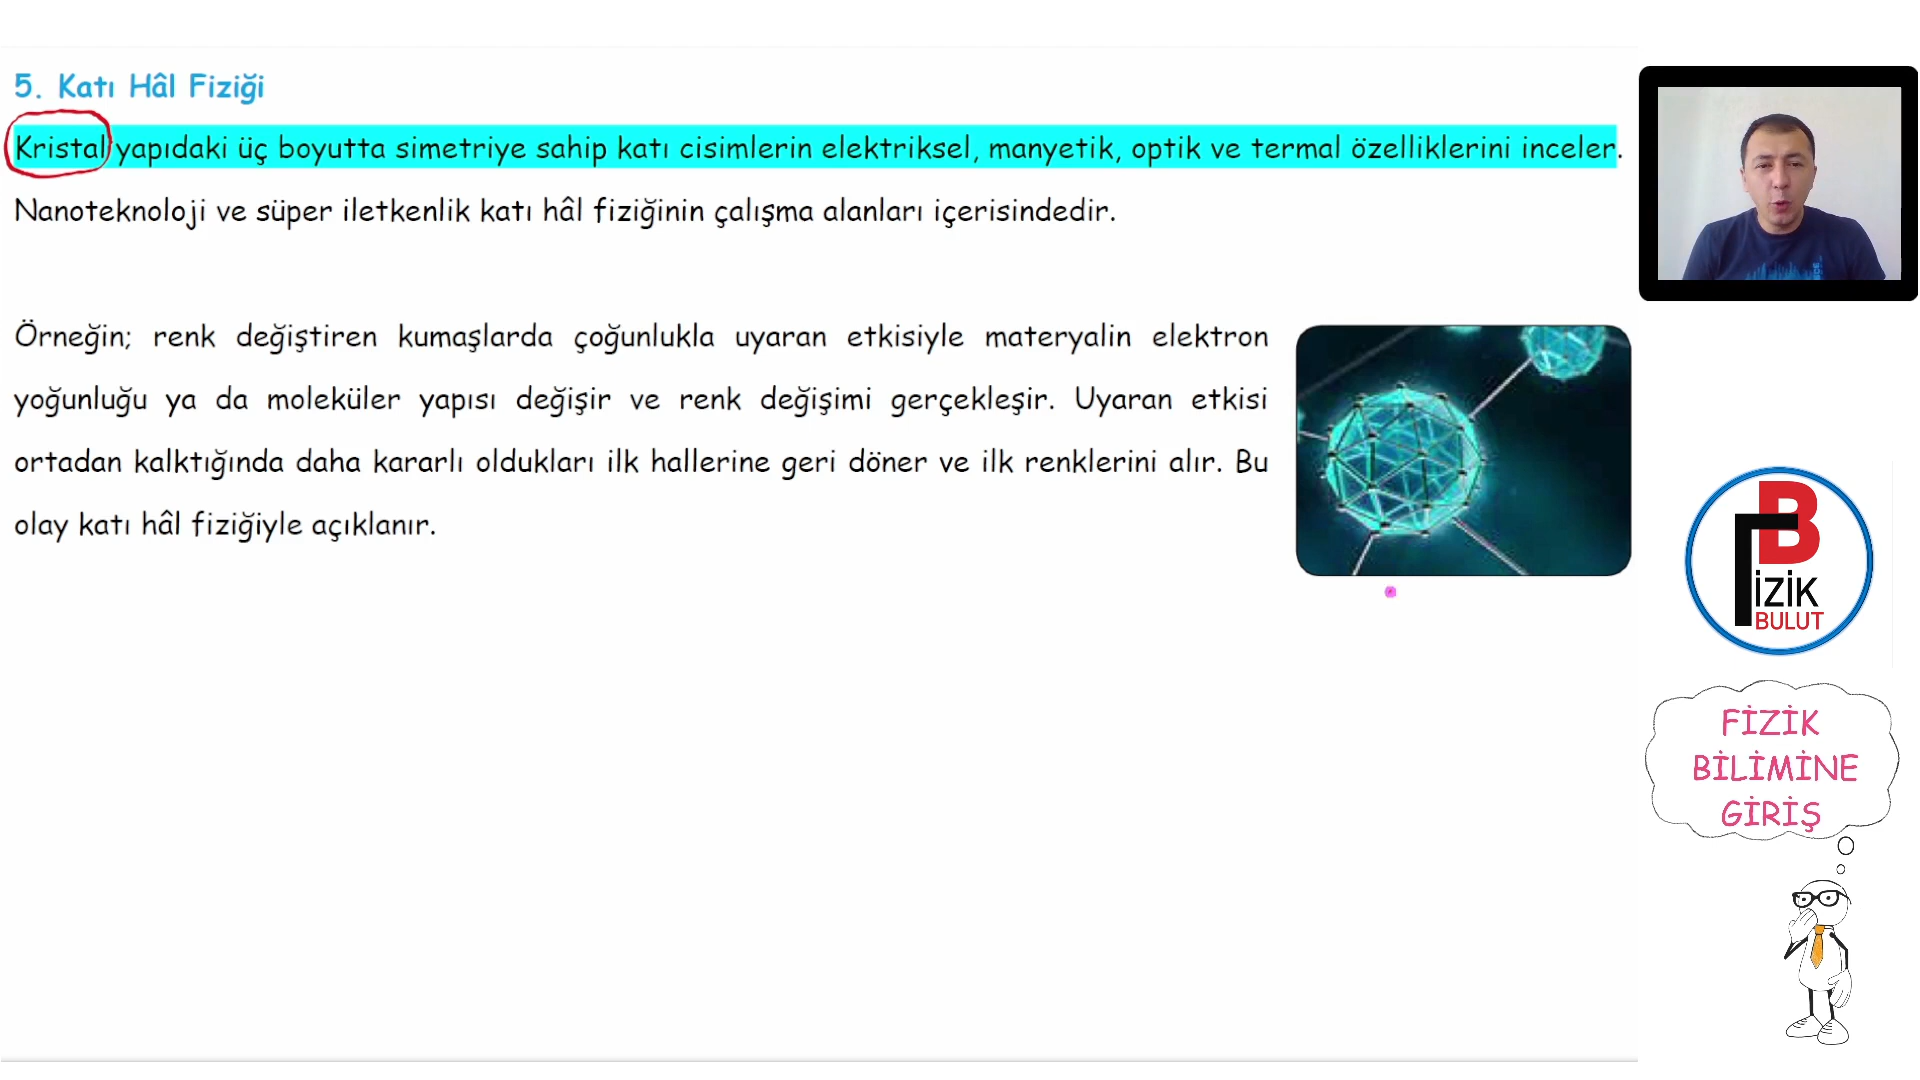 5. Katı Hâl Fiziği
Kristal yapıdaki üç boyutta simetriye sahip katı cisimlerin elektriksel, manyetik, optik ve termal özelliklerini inceler.
Nanoteknoloji ve süper iletkenlik katı hâl fiziğinin çalışma alanları içerisindedir.
Örneğin; renk değiştiren kumaşlarda çoğunlukla uyaran etkisiyle materyalin elektron
yoğunluğu ya da moleküler yapısı değişir ve renk değişimi gerçekleşir. Uyaran etkisi
ortadan kalktığında daha kararlı oldukları ilk hallerine geri döner ve ilk renklerini alır. Bu
olay katı hâl fiziğiyle açıklanır.
B
FİZİK
BULUT
FİZİK
BİLİMİNE
GİRİŞ